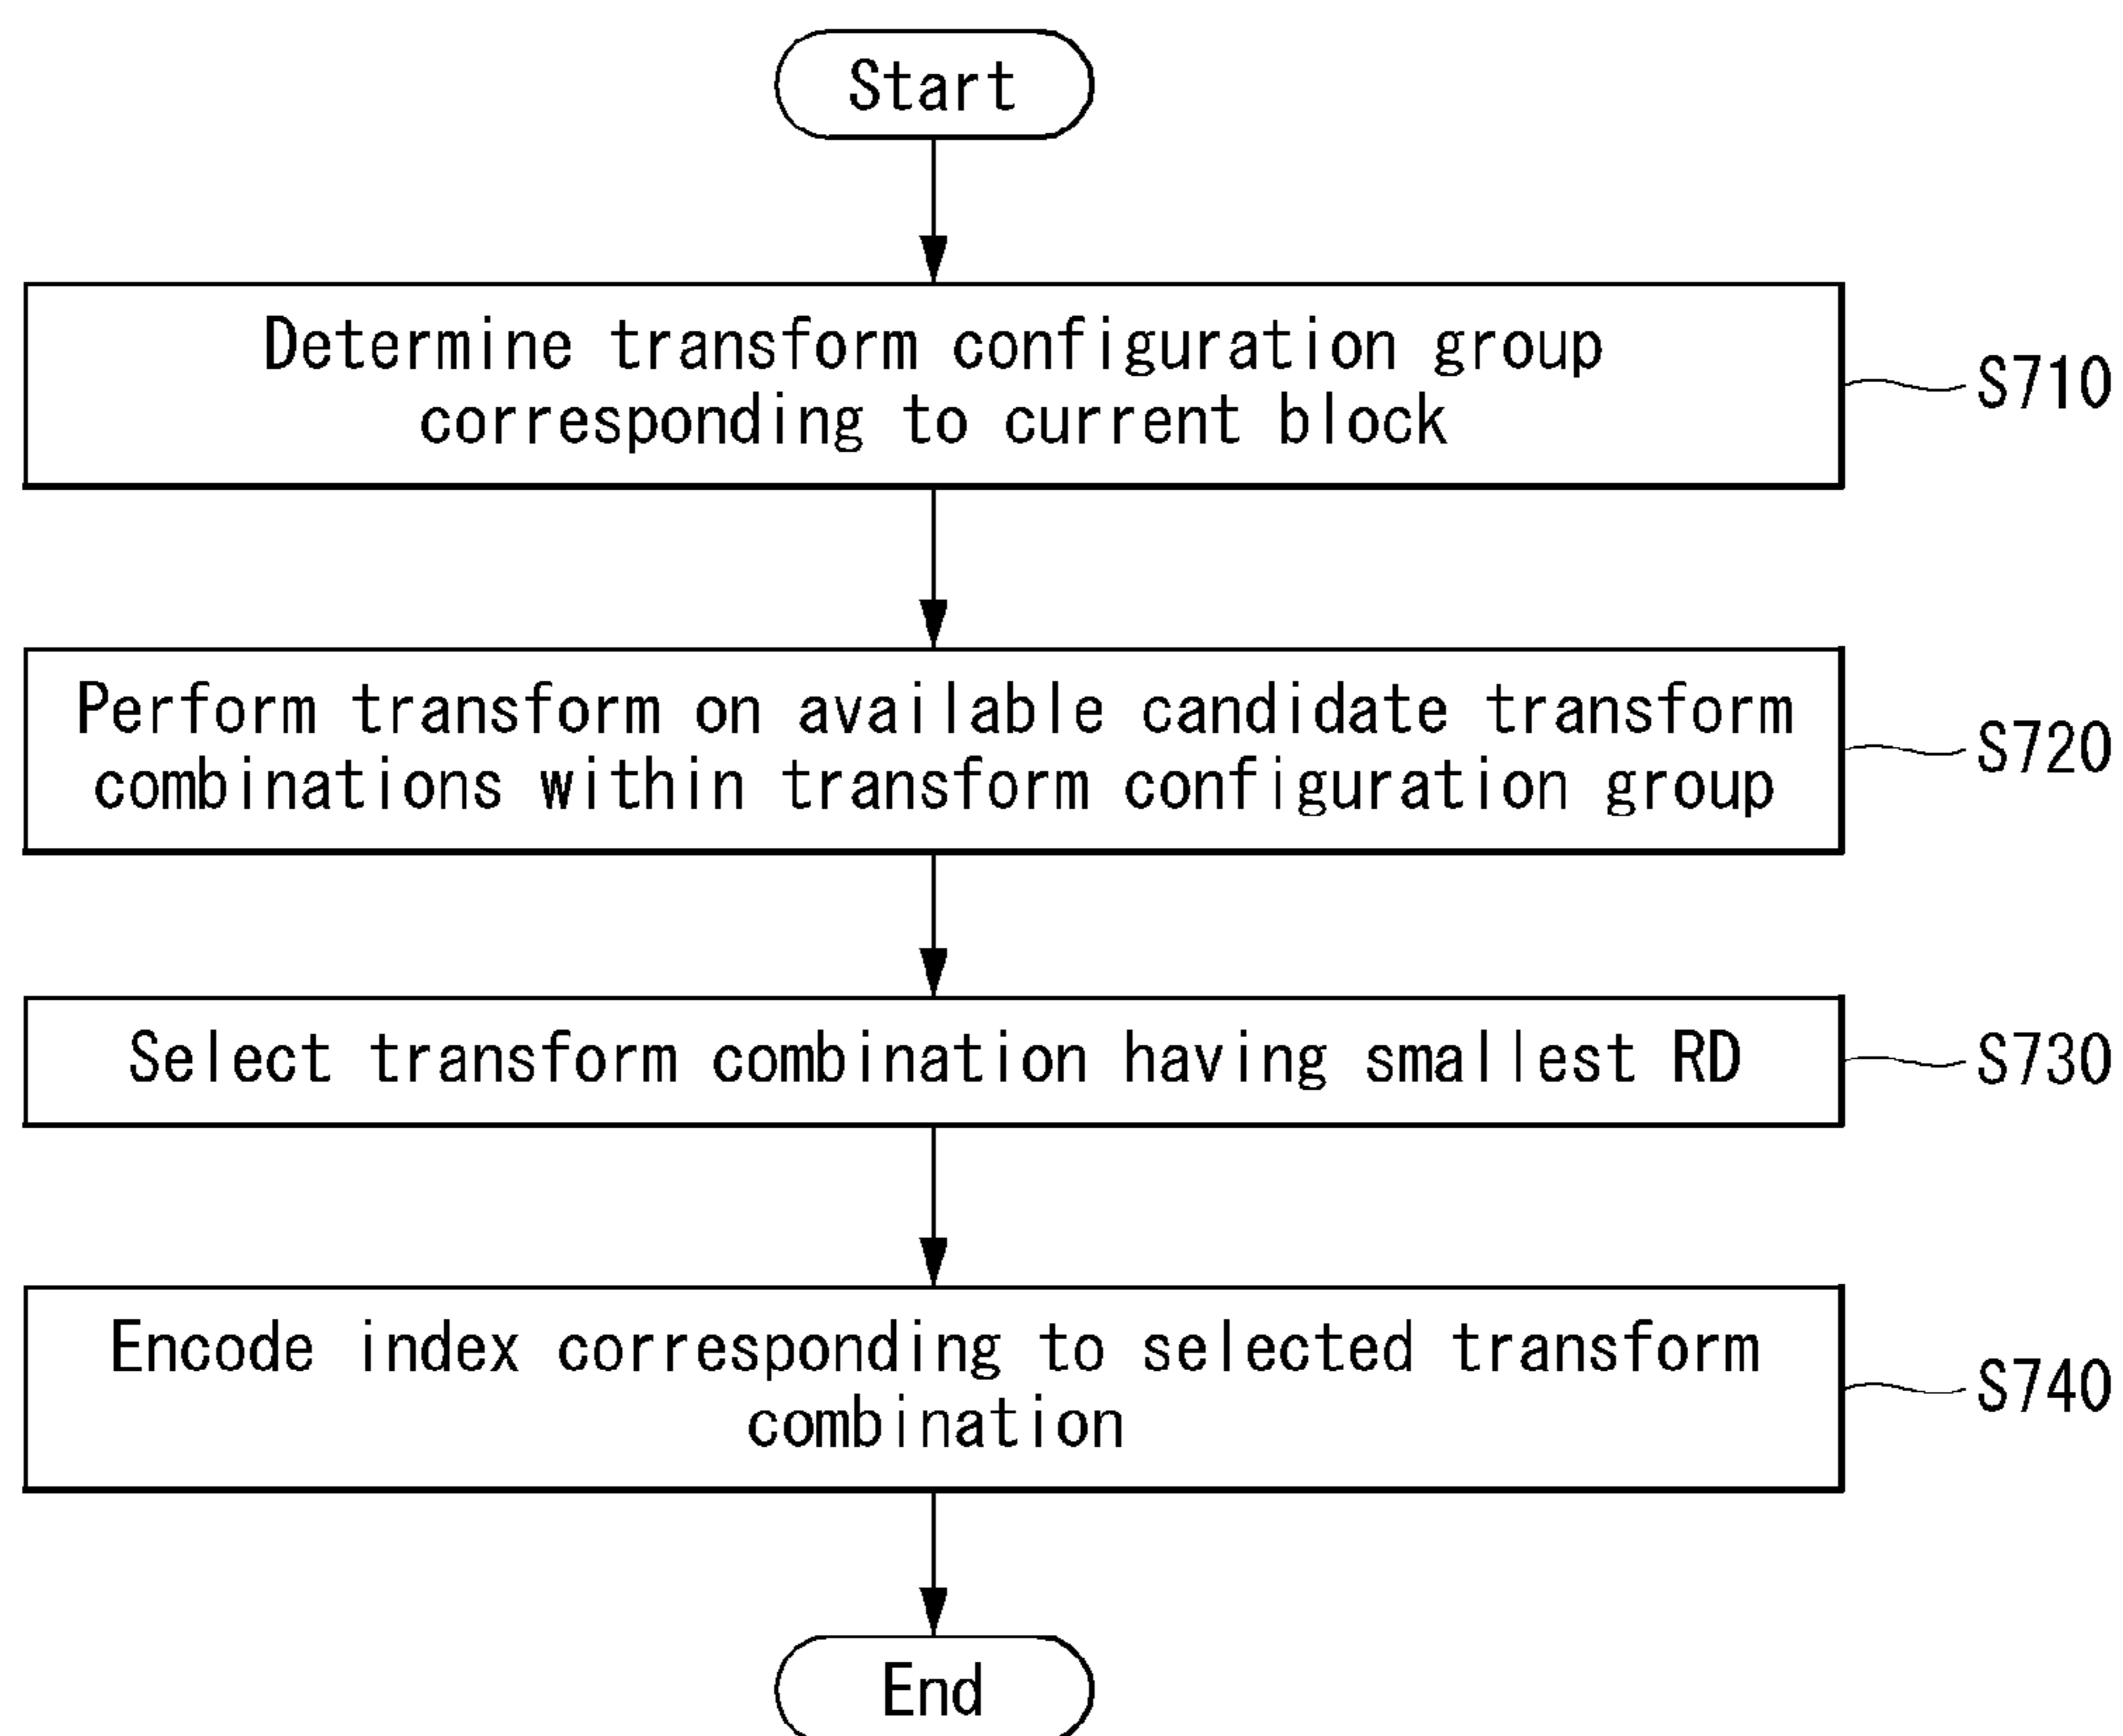 Start
Determine transform configuration group
corresponding to current block
S710
Perform transform on available candidate transform
combinations within transform configuration group
S720
Select transform combination having smallest RD
S730
Encode index corresponding to selected transform
combination
S740
End